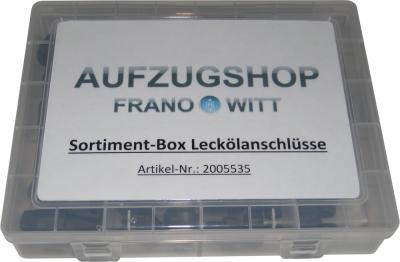 AUFZUGSHOP
FRANO WITT
Sortiment-Box Leckölanschlüsse
Artikel-Nr.: 2005535